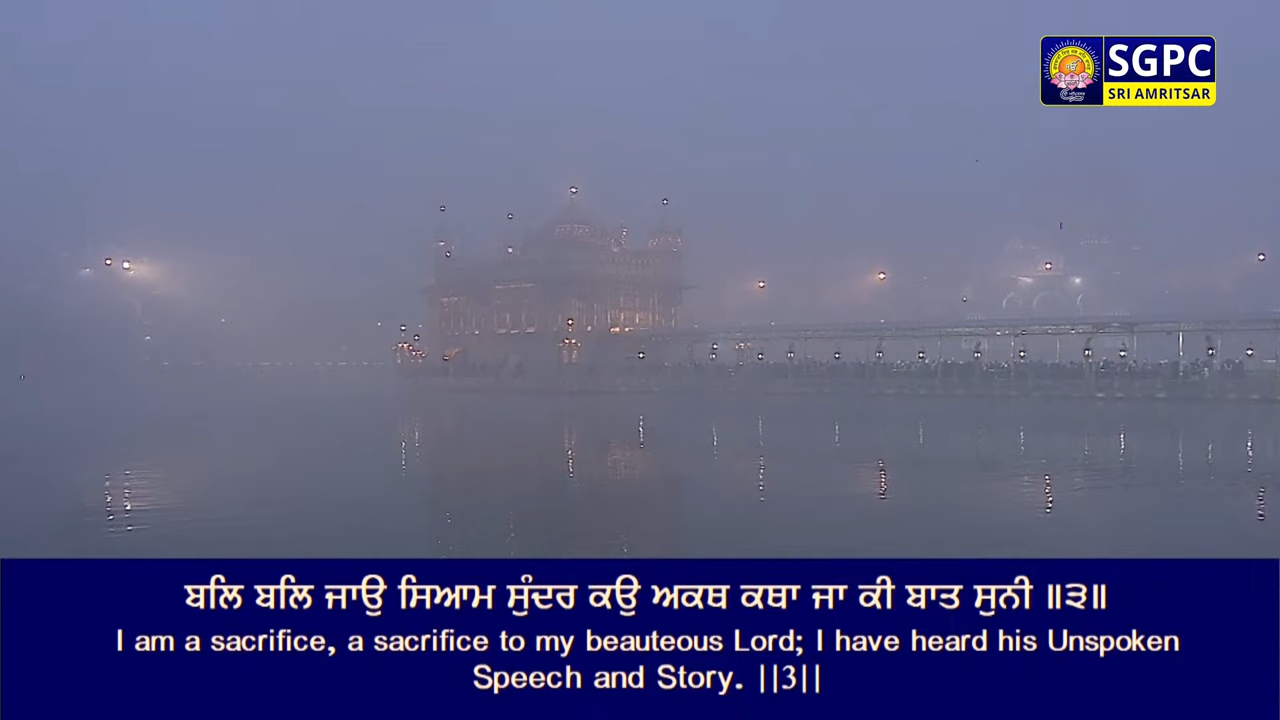 SGPC
SRI AMRITSAR
ਬਲਿ ਬਲਿ ਜਾਉ ਸਿਆਮ ਸੁੰਦਰ ਕਉ ਅਕਥ ਕਥਾ ਜਾ ਕੀ ਬਾਤ ਸੁਨੀ ॥੩॥
I am a sacrifice, a sacrifice to my beauteous Lord; I have heard his Unspoken
Speech and Story. ||3||